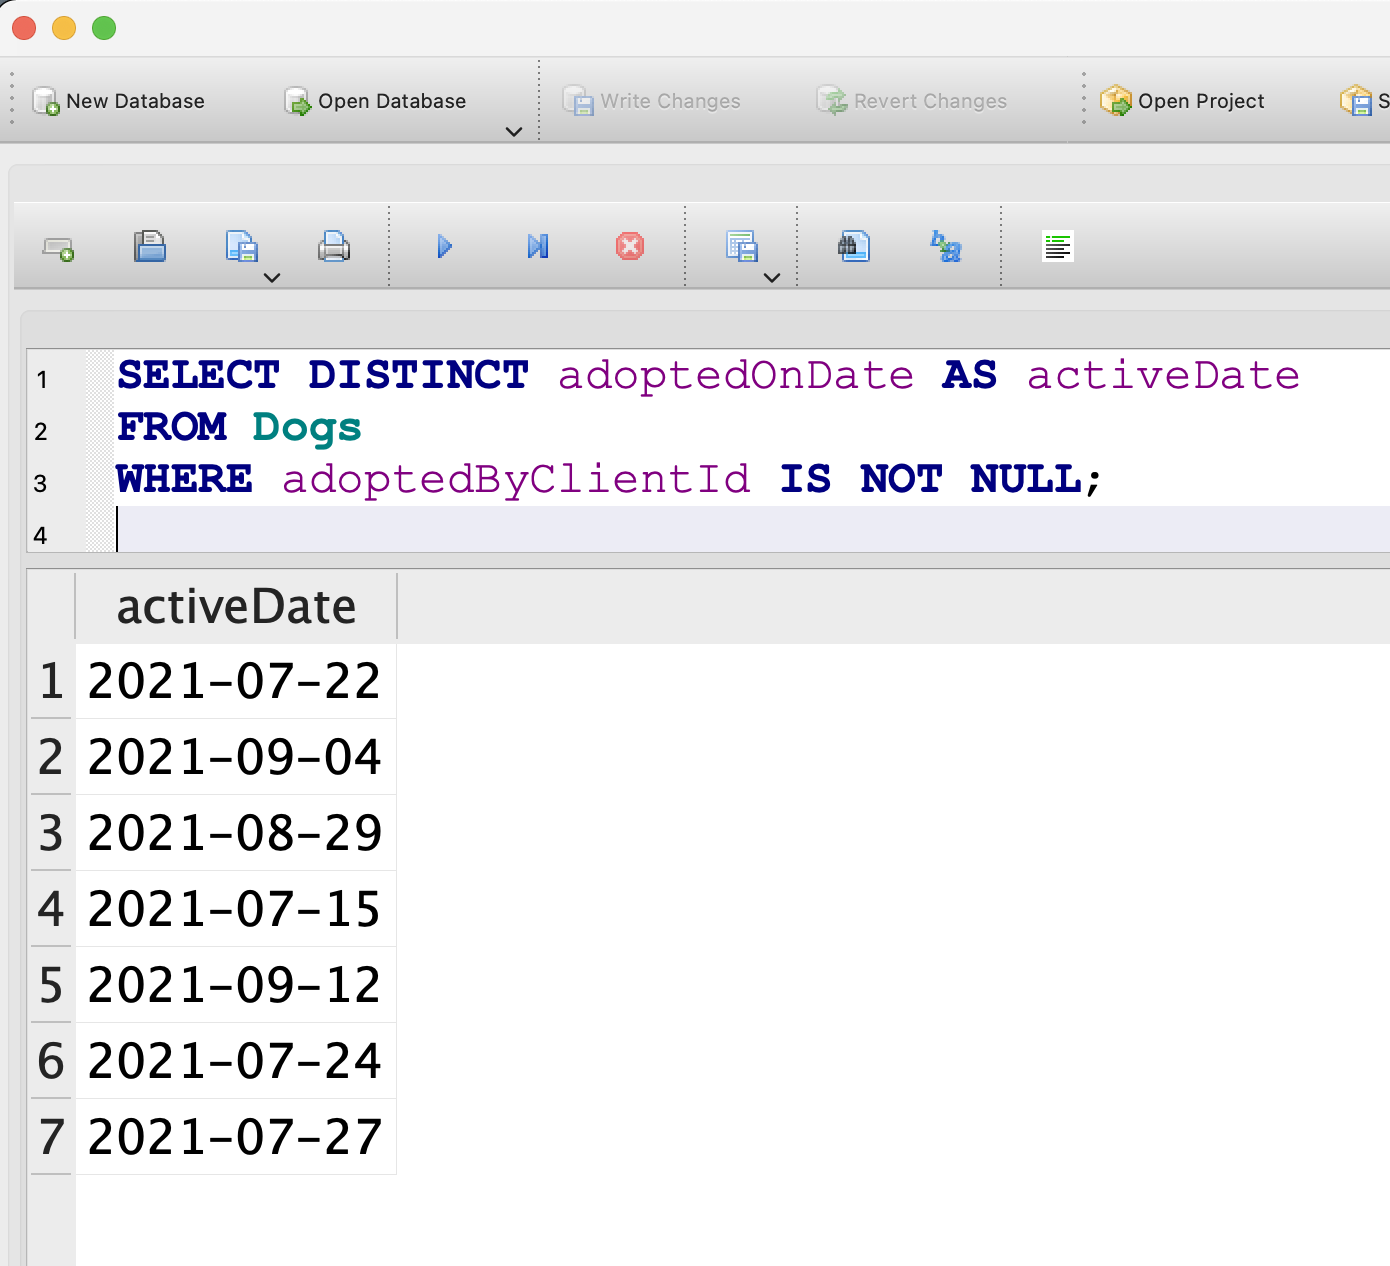 New Database Open Database Write Changes Revert Changes Open Project S
1 SELECT DISTINCT adoptedOnDate AS activeDate
2 FROM Dogs
3 WHERE adoptedByClientId IS NOT NULL;
4
activeDate
1 2021-07-22
2 2021-09-04
3 2021-08-29
4 2021-07-15
5 2021-09-12
6 2021-07-24
7 2021-07-27